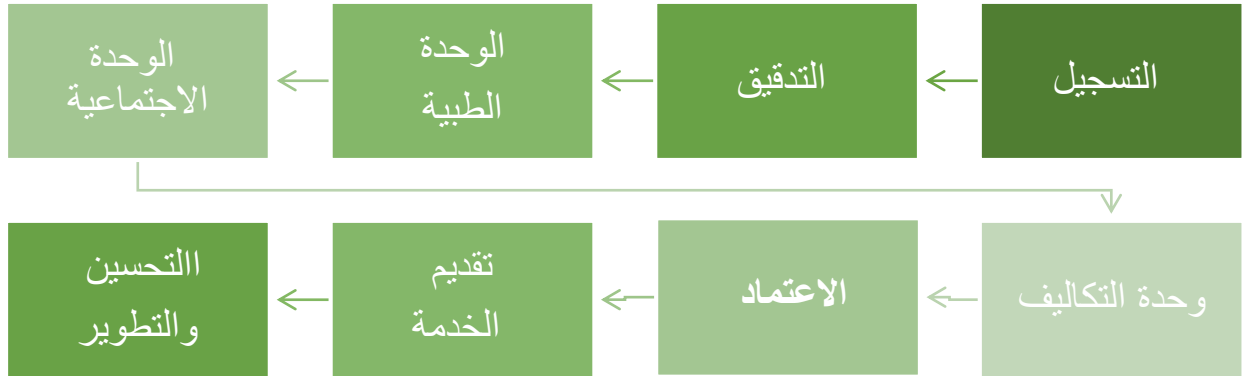 التسجيل
التدقيق
الوحدة
الطبية
الوحدة
الاجتماعية
وحدة التكاليف
الاعتماد
تقديم
الخدمة
االتحسين
والتطوير